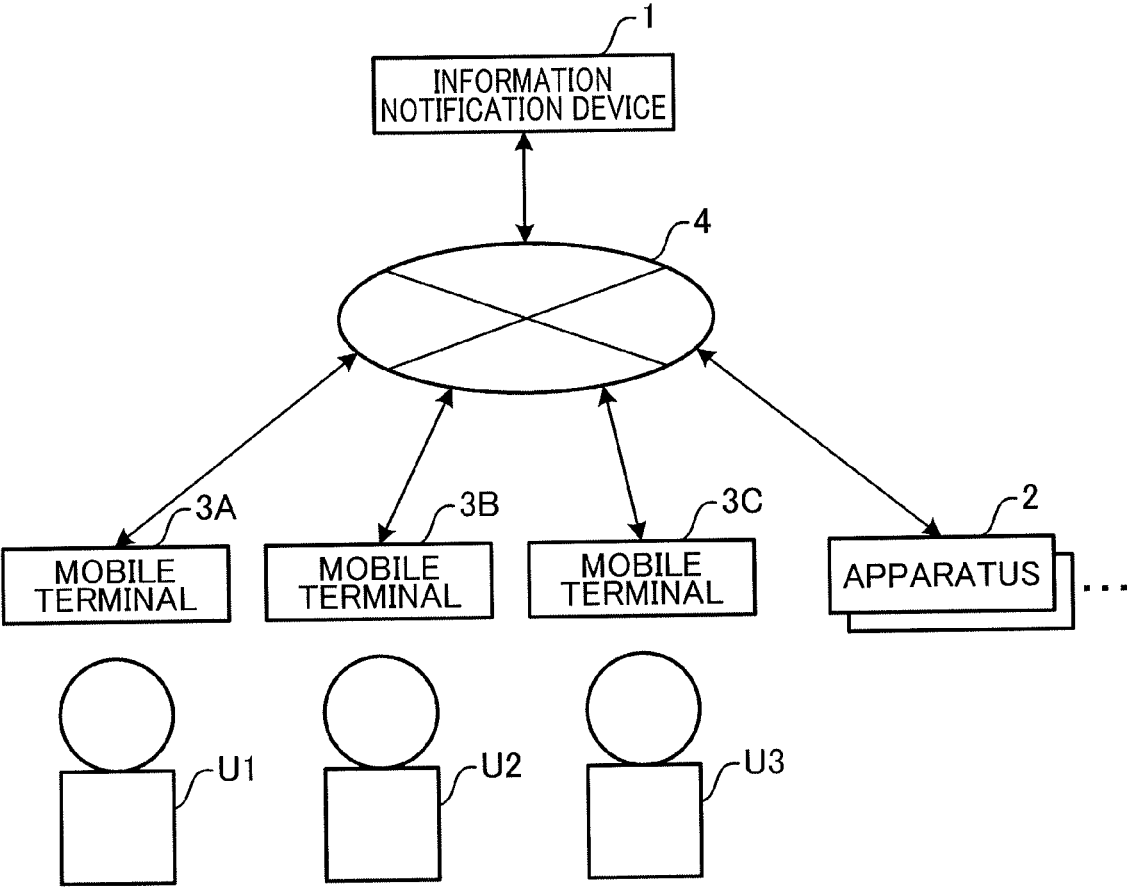 1
INFORMATION
NOTIFICATION DEVICE
4
3A
3B
3C
2
MOBILE
TERMINAL
MOBILE
TERMINAL
MOBILE
TERMINAL
APPARATUS
...
U1
U2
U3